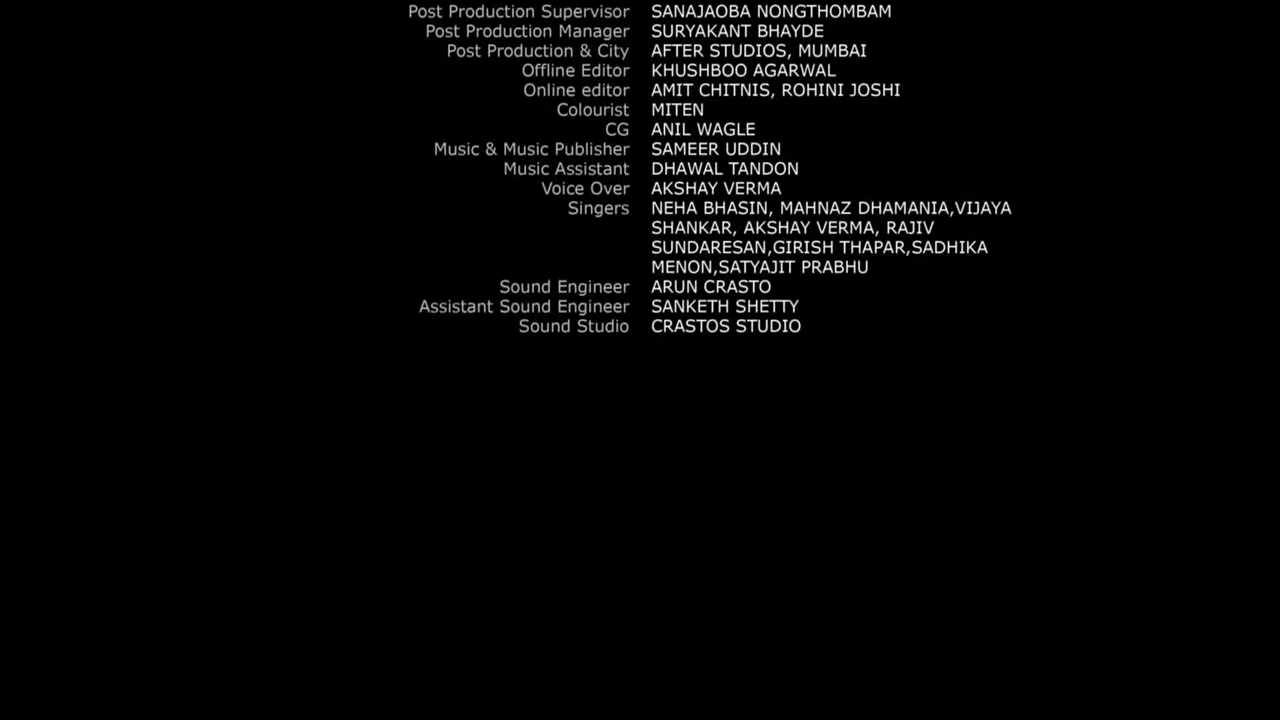 Post Production Supervisor SANAJAOBA NONGTHOMBAM
Post Production Manager SURYAKANT BHAYDE
Post Production & City AFTER STUDIOS, MUMBAI
Offline Editor KHUSHBOO AGARWAL
Online editor AMIT CHITNIS, ROHINI JOSHI
Colourist MITEN
CG ANIL WAGLE
Music & Music Publisher SAMEER UDDIN
Music Assistant DHAWAL TANDON
Voice Over AKSHAY VERMA
Singers NEHA BHASIN, MAHNAZ DHAMANIA,VIJAYA
SHANKAR, AKSHAY VERMA, RAJIV
SUNDARESAN,GIRISH THAPAR,SADHIKA
MENON,SATYAJIT PRABHU
Sound Engineer ARUN CRASTO
Assistant Sound Engineer SANKETH SHETTY
Sound Studio CRASTOS STUDIO